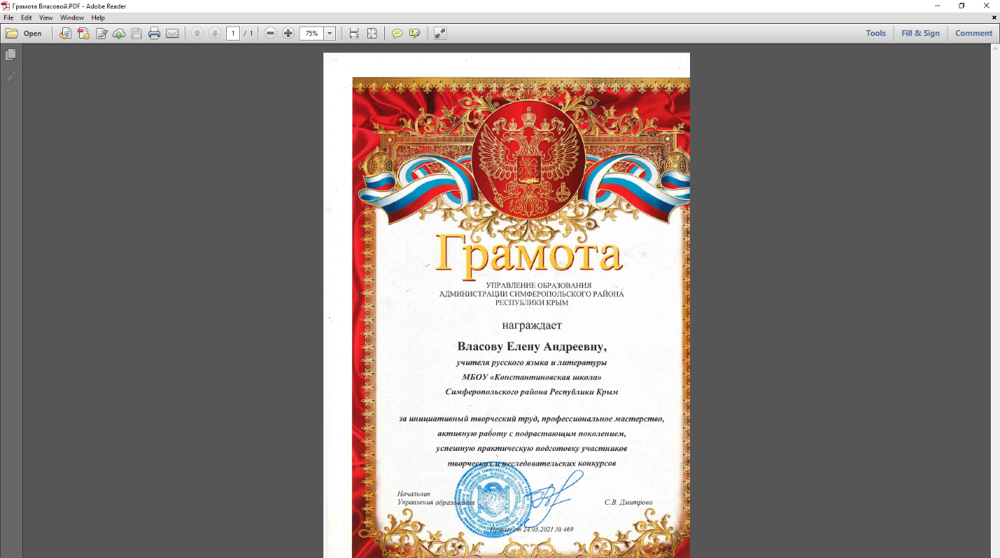 Грамота Власовой.PDF - Adobe Reader
File Edit View Window Help
Open 1 / 1 75% Tools Fill & Sign Comment
Грамота
УПРАВЛЕНИЕ ОБРАЗОВАНИЯ
АДМИНИСТРАЦИИ СИМФЕРОПОЛЬСКОГО РАЙОНА
РЕСПУБЛИКИ КРЫМ
награждает
Власову Елену Андреевну,
учителя русского языка и литературы
МБОУ «Константиновская школа»
Симферопольского района Республики Крым
за инициативный творческий труд, профессиональное мастерство,
активную работу с подрастающим поколением,
успешную практическую подготовку участников
творческих и исследовательских конкурсов
Начальник
Управления образования С.В. Дмитрова
Приказ от 24.05.2021 № 469